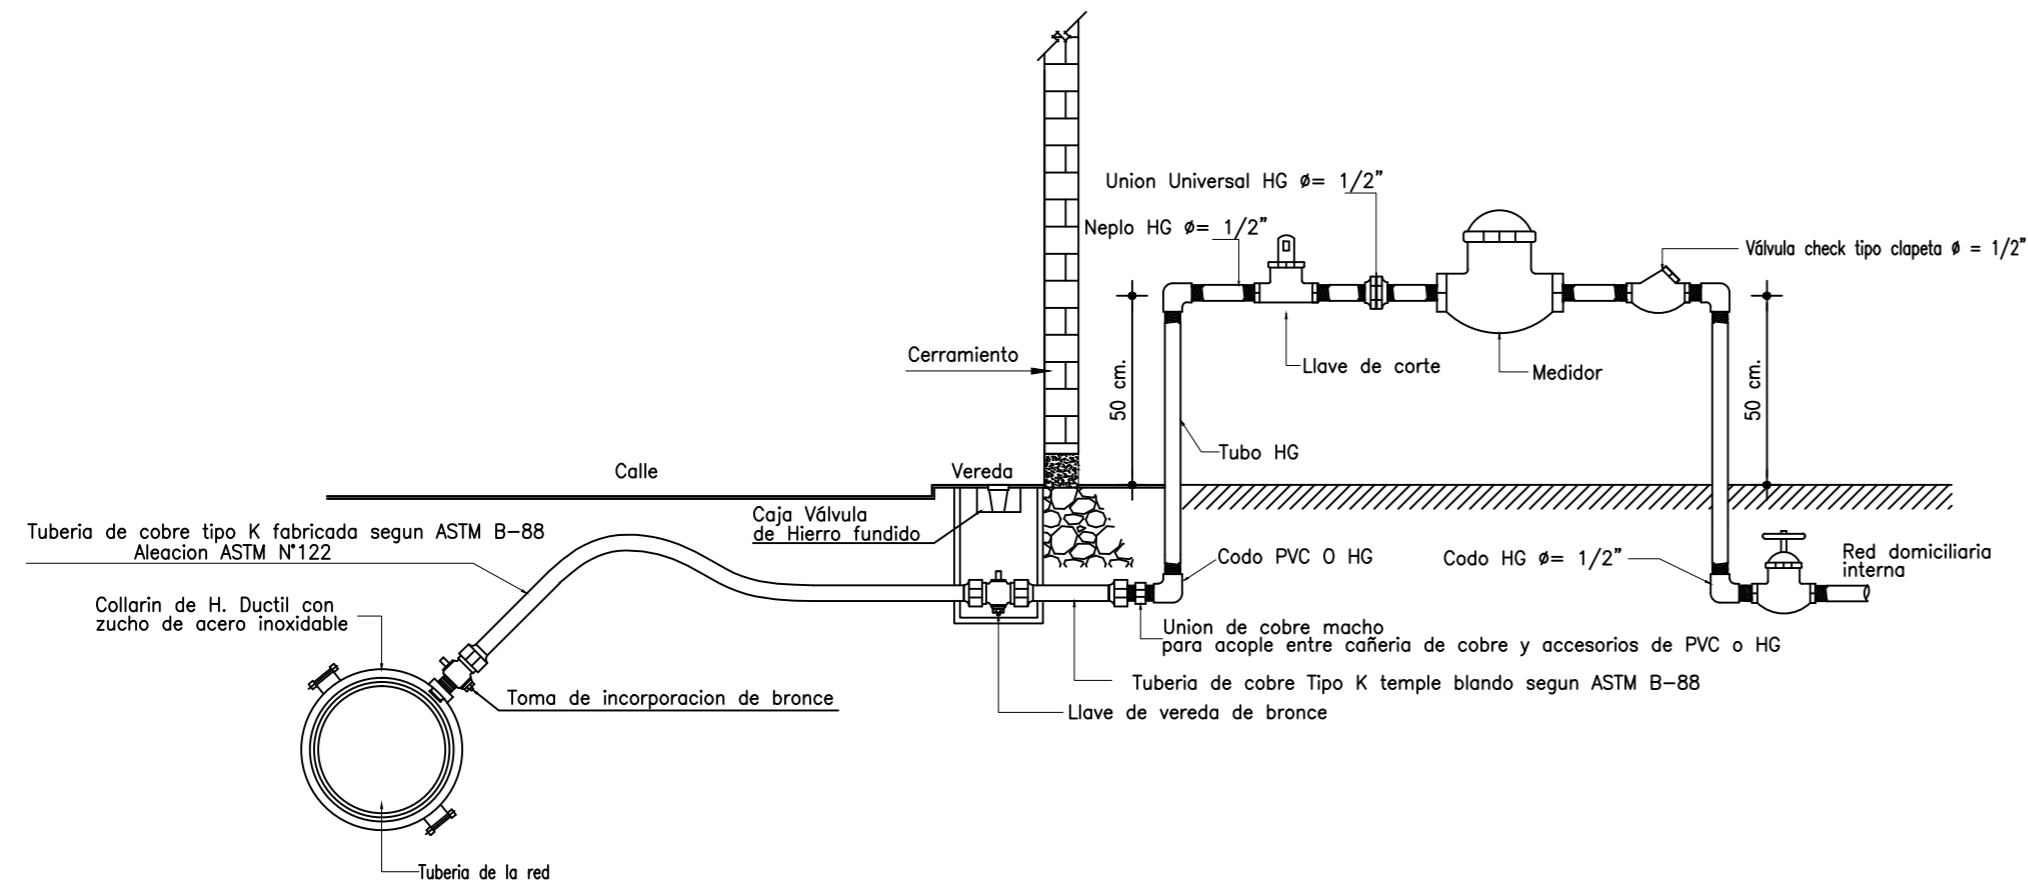 Union Universal HG ø= 1/2"
Neplo HG ø= 1/2"
Válvula check tipo clapeta ø = 1/2"
Cerramiento
50 cm.
Llave de corte
Medidor
50 cm.
Tubo HG
Calle
Vereda
Caja Válvula
de Hierro fundido
Tuberia de cobre tipo K fabricada segun ASTM B-88
Aleacion ASTM N°122
Codo PVC O HG
Codo HG ø= 1/2"
Red domiciliaria
interna
Collarin de H. Ductil con
zucho de acero inoxidable
Union de cobre macho
para acople entre cañeria de cobre y accesorios de PVC o HG
Toma de incorporacion de bronce
Tuberia de cobre Tipo K temple blando segun ASTM B-88
Llave de vereda de bronce
Tuberia de la red